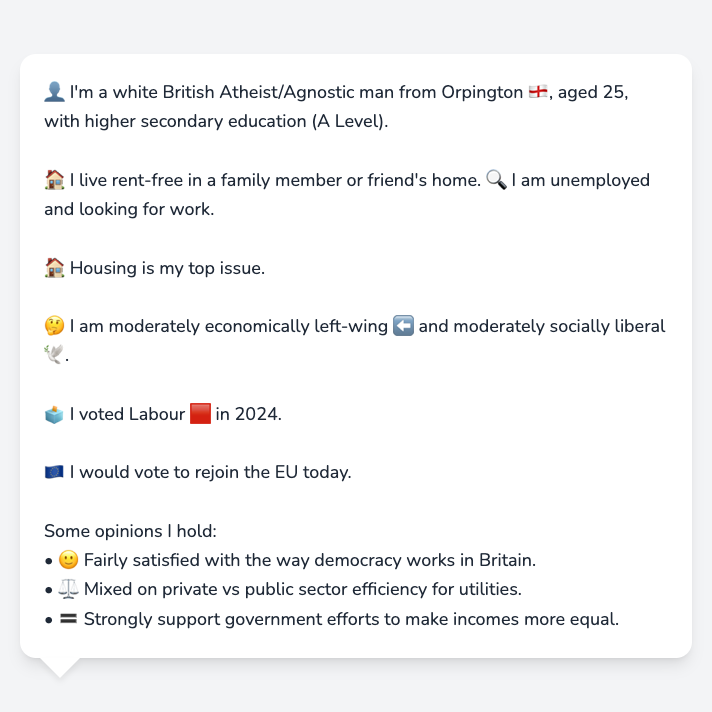 👤 I'm a white British Atheist/Agnostic man from Orpington 🏴󠁧󠁢󠁥󠁮󠁧󠁿, aged 25,
with higher secondary education (A Level).
🏠 I live rent-free in a family member or friend's home. 🔍 I am unemployed
and looking for work.
🏠 Housing is my top issue.
🤔 I am moderately economically left-wing ⬅️ and moderately socially liberal
🕊️.
🗳️ I voted Labour 🟥 in 2024.
🇪🇺 I would vote to rejoin the EU today.
Some opinions I hold:
• 🙂 Fairly satisfied with the way democracy works in Britain.
• ⚖️ Mixed on private vs public sector efficiency for utilities.
• 🟰 Strongly support government efforts to make incomes more equal.